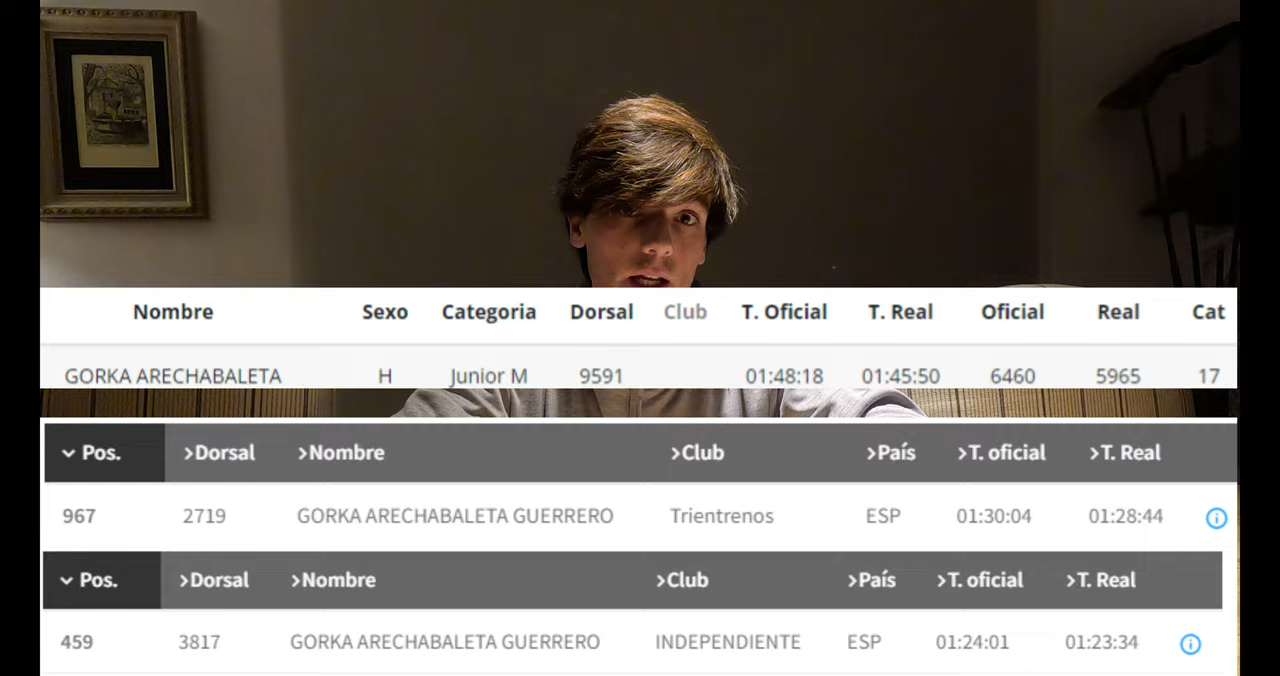 Nombre Sexo Categoria Dorsal Club T. Oficial T. Real Oficial Real Cat
GORKA ARECHABALETA H Junior M 9591 01:48:18 01:45:50 6460 5965 17
Pos. >Dorsal >Nombre >Club >País >T. oficial >T. Real
967 2719 GORKA ARECHABALETA GUERRERO Trientrenos ESP 01:30:04 01:28:44
Pos. >Dorsal >Nombre >Club >País >T. oficial >T. Real
459 3817 GORKA ARECHABALETA GUERRERO INDEPENDIENTE ESP 01:24:01 01:23:34